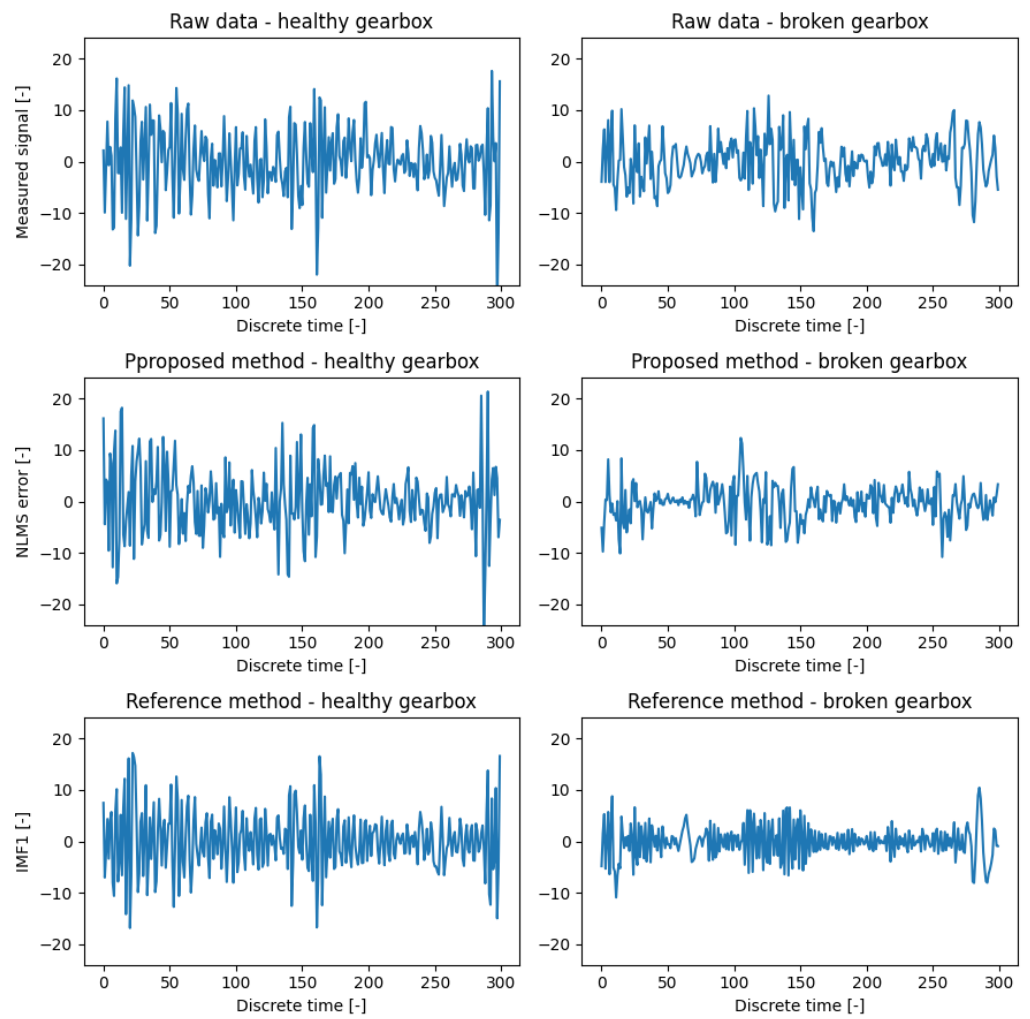 Raw data - healthy gearbox
Measured signal [-]
20
10
0
−10
−20
0 50 100 150 200 250 300
Discrete time [-]
Raw data - broken gearbox
20
10
0
−10
−20
0 50 100 150 200 250 300
Discrete time [-]
Pproposed method - healthy gearbox
NLMS error [-]
20
10
0
−10
−20
0 50 100 150 200 250 300
Discrete time [-]
Proposed method - broken gearbox
20
10
0
−10
−20
0 50 100 150 200 250 300
Discrete time [-]
Reference method - healthy gearbox
IMF1 [-]
20
10
0
−10
−20
0 50 100 150 200 250 300
Discrete time [-]
Reference method - broken gearbox
20
10
0
−10
−20
0 50 100 150 200 250 300
Discrete time [-]